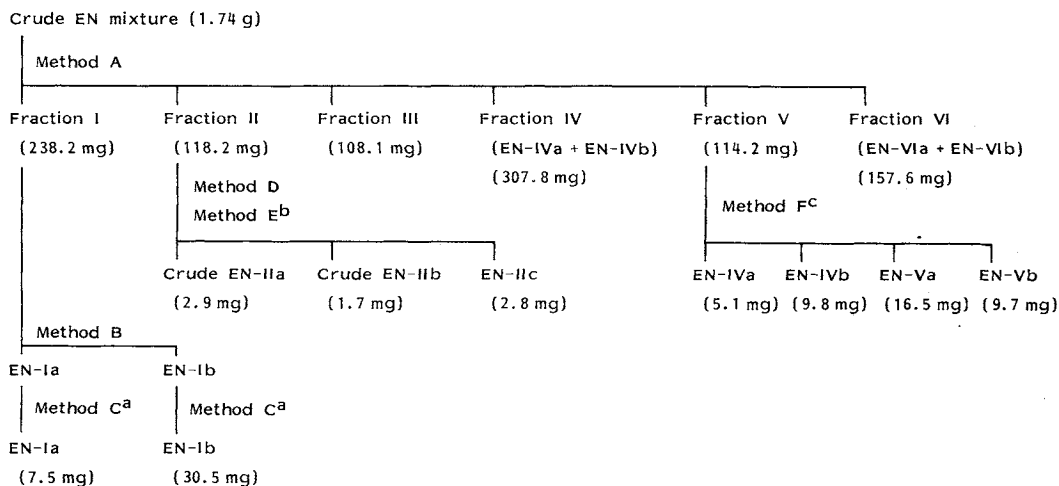 Crude EN mixture (1.74 g)
Method A
Fraction I Fraction II Fraction III Fraction IV Fraction V Fraction VI
(238.2 mg) (118.2 mg) (108.1 mg) (EN-IVa + EN-IVb) (114.2 mg) (EN-VIa + EN-VIb)
(307.8 mg) (157.6 mg)
Method D
Method Eᵇ Method Fᶜ
Crude EN-IIa Crude EN-IIb EN-IIc EN-IVa EN-IVb EN-Va EN-Vb
(2.9 mg) (1.7 mg) (2.8 mg) (5.1 mg) (9.8 mg) (16.5 mg) (9.7 mg)
Method B
EN-Ia EN-Ib
Method Cᵃ Method Cᵃ
EN-Ia EN-Ib
(7.5 mg) (30.5 mg)